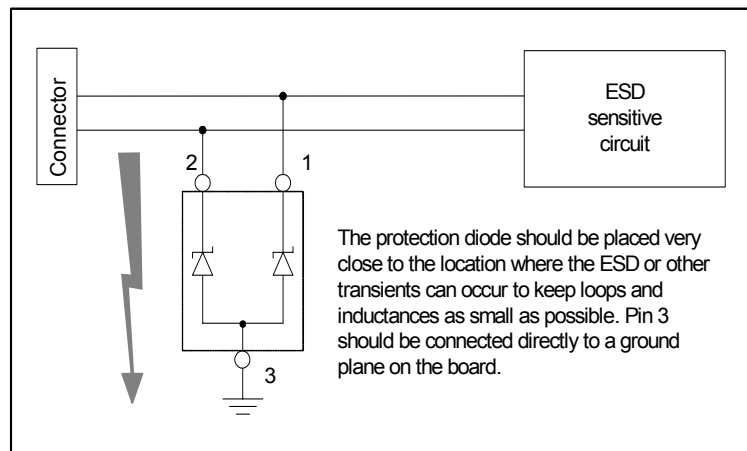 Connector
ESD
sensitive
circuit
2
1
The protection diode should be placed very
close to the location where the ESD or other
transients can occur to keep loops and
inductances as small as possible. Pin 3
should be connected directly to a ground
plane on the board.
3